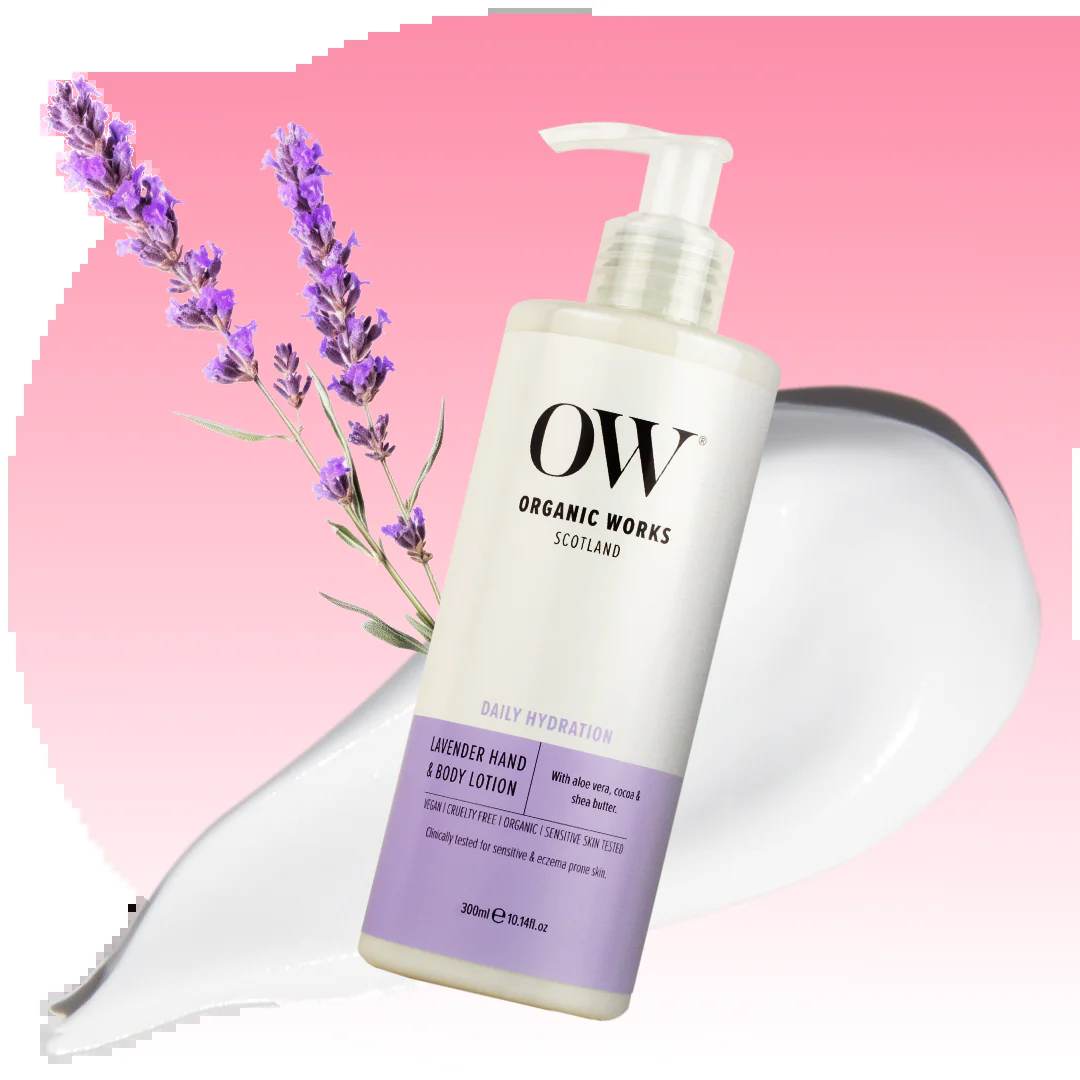 OW®
ORGANIC WORKS
SCOTLAND
DAILY HYDRATION
LAVENDER HAND
& BODY LOTION
With aloe vera, cocoa &
shea butter.
VEGAN | CRUELTY FREE | ORGANIC | SENSITIVE SKIN TESTED
Clinically tested for sensitive & eczema prone skin.
300ml ℮ 10.14fl.oz